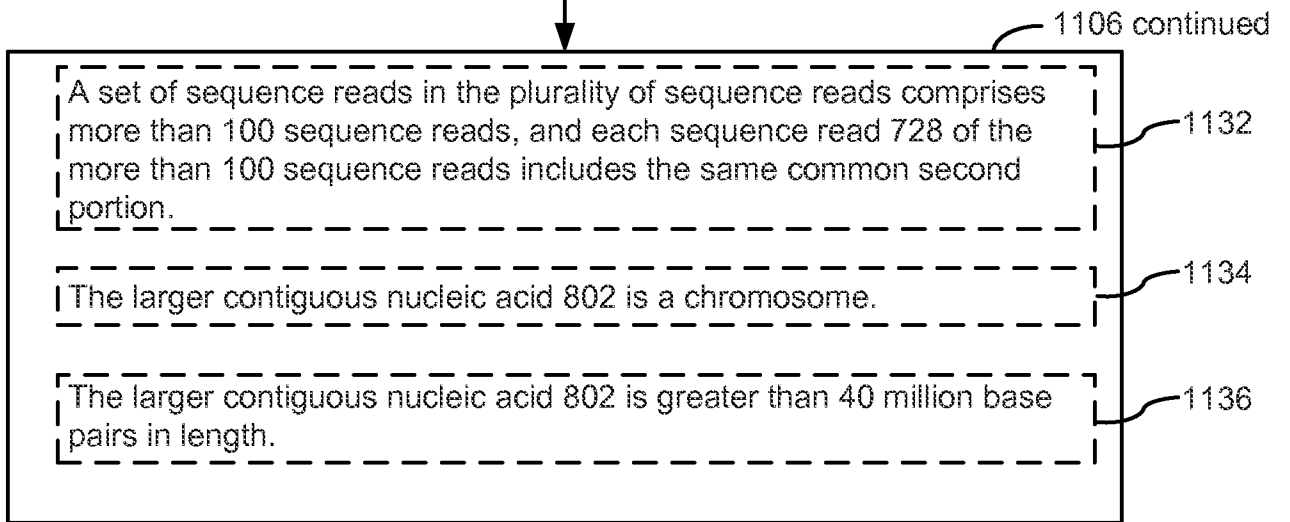 1106 continued
A set of sequence reads in the plurality of sequence reads comprises
more than 100 sequence reads, and each sequence read 728 of the
more than 100 sequence reads includes the same common second
portion.
1132
The larger contiguous nucleic acid 802 is a chromosome.
1134
The larger contiguous nucleic acid 802 is greater than 40 million base
pairs in length.
1136